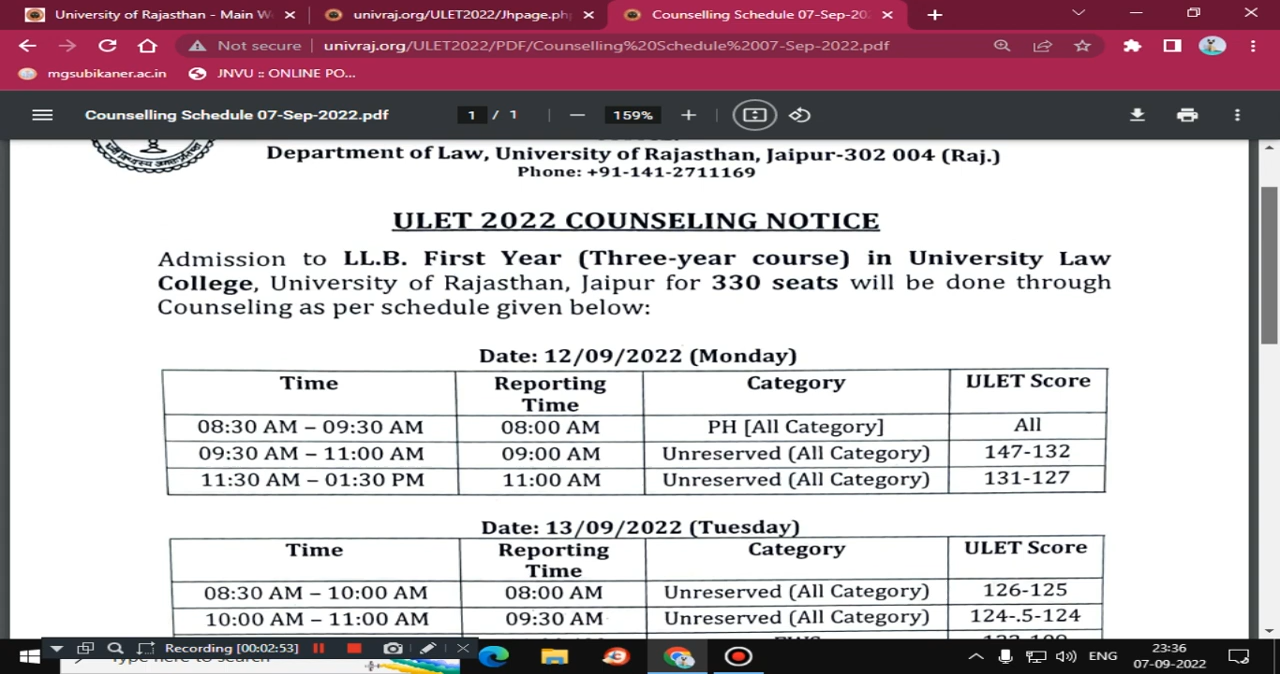 University of Rajasthan - Main W
univraj.org/ULET2022/Jhpage.ph
Counselling Schedule 07-Sep-20
Not secure
univraj.org/ULET2022/PDF/Counselling%20Schedule%2007-Sep-2022.pdf
mgsubikaner.ac.in
JNVU :: ONLINE PO...
Counselling Schedule 07-Sep-2022.pdf
1 / 1
159%
Department of Law, University of Rajasthan, Jaipur-302 004 (Raj.)
Phone: +91-141-2711169
ULET 2022 COUNSELING NOTICE
Admission to LL.B. First Year (Three-year course) in University Law
College, University of Rajasthan, Jaipur for 330 seats will be done through
Counseling as per schedule given below:
Date: 12/09/2022 (Monday)
Time Reporting Time Category ULET Score
08:30 AM – 09:30 AM 08:00 AM PH [All Category] All
09:30 AM – 11:00 AM 09:00 AM Unreserved (All Category) 147-132
11:30 AM – 01:30 PM 11:00 AM Unreserved (All Category) 131-127
Date: 13/09/2022 (Tuesday)
Time Reporting Time Category ULET Score
08:30 AM – 10:00 AM 08:00 AM Unreserved (All Category) 126-125
10:00 AM – 11:00 AM 09:30 AM Unreserved (All Category) 124-.5-124
Recording [00:02:53]
Type here to search
ENG
23:36
07-09-2022